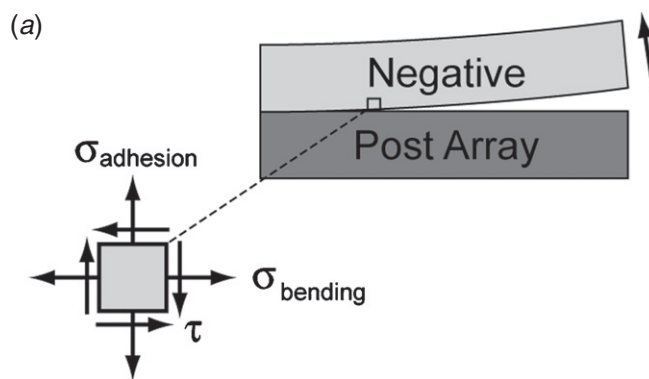 (a)
Negative
Post Array
σadhesion
σbending
τ